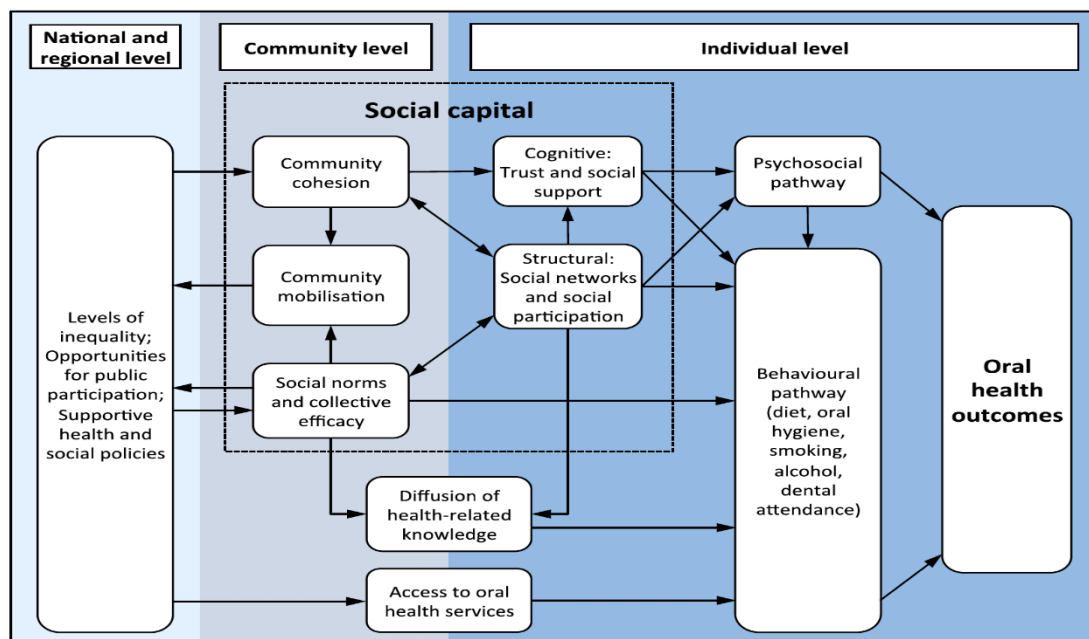 National and
regional level
Community level
Individual level
Social capital
Community
cohesion
Cognitive:
Trust and social
support
Psychosocial
pathway
Community
mobilisation
Structural:
Social networks
and social
participation
Levels of
inequality;
Opportunities
for public
participation;
Supportive
health and
social policies
Social norms
and collective
efficacy
Behavioural
pathway
(diet, oral
hygiene,
smoking,
alcohol,
dental
attendance)
Oral
health
outcomes
Diffusion of
health-related
knowledge
Access to oral
health services